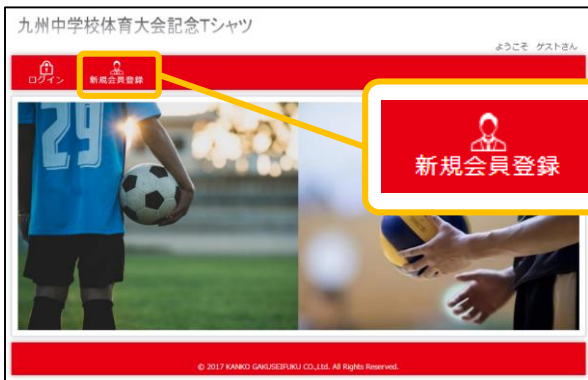 九州中学校体育大会記念Tシャツ
ようこそ ゲストさん
ログイン
新規会員登録
新規会員登録
29
© 2017 KANKO GAKUSEIFUKU CO.,Ltd. All Rights Reserved.